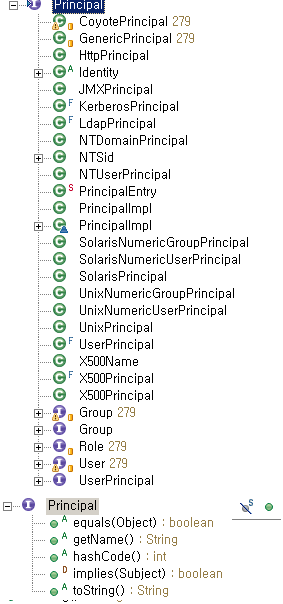 Principal
CoyotePrincipal 279
GenericPrincipal 279
HttpPrincipal
A Identity
JMXPrincipal
F KerberosPrincipal
F LdapPrincipal
NTDomainPrincipal
NTSid
NTUserPrincipal
S PrincipalEntry
PrincipalImpl
PrincipalImpl
SolarisNumericGroupPrincipal
SolarisNumericUserPrincipal
SolarisPrincipal
UnixNumericGroupPrincipal
UnixNumericUserPrincipal
UnixPrincipal
F UserPrincipal
X500Name
F X500Principal
X500Principal
Group 279
Group
Role 279
User 279
UserPrincipal
Principal S
A equals(Object) : boolean
A getName() : String
A hashCode() : int
D implies(Subject) : boolean
A toString() : String